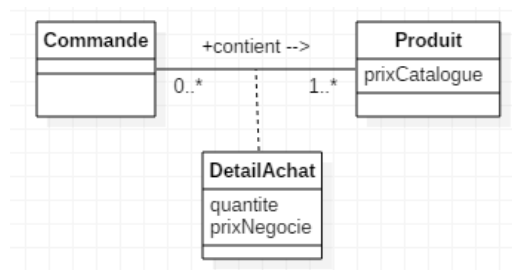 Commande
+contient -->
Produit
prixCatalogue
0..*
1..*
DetailAchat
quantite
prixNegocie